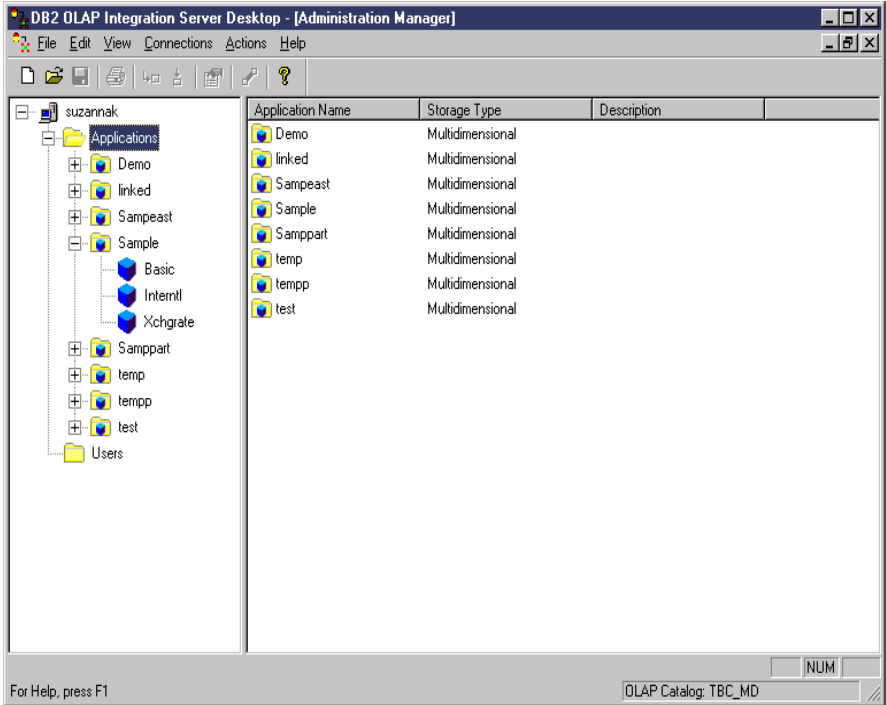 DB2 OLAP Integration Server Desktop - [Administration Manager]
File Edit View Connections Actions Help
suzannak
Applications
Demo
linked
Sampeast
Sample
Basic
Interntl
Xchgrate
Samppart
temp
tempp
test
Users
Application Name Storage Type Description
Demo Multidimensional
linked Multidimensional
Sampeast Multidimensional
Sample Multidimensional
Samppart Multidimensional
temp Multidimensional
tempp Multidimensional
test Multidimensional
NUM
For Help, press F1 OLAP Catalog: TBC_MD